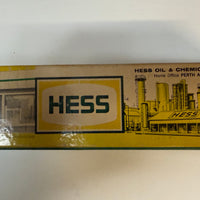 HESS OIL & CHEMIC
Home Office PERTH A
HESS
HESS